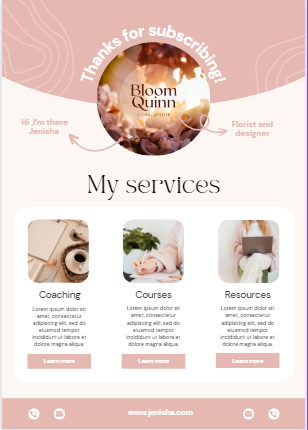 Thanks for subscribing!
Bloom
Quinn
Hi ,I'm there
Jenisha
Florist and
designer
My services
Coaching
Lorem ipsum dolor sit
amet, consectetur
adipiscing elit, sed do
eiusmod tempor
incididunt ut labore et
dolore magna aliqua.
Learn more
Courses
Lorem ipsum dolor sit
amet, consectetur
adipiscing elit, sed do
eiusmod tempor
incididunt ut labore et
dolore magna aliqua.
Learn more
Resources
Lorem ipsum dolor sit
amet, consectetur
adipiscing elit, sed do
eiusmod tempor
incididunt ut labore et
dolore magna aliqua.
Learn more
www.jenisha.com